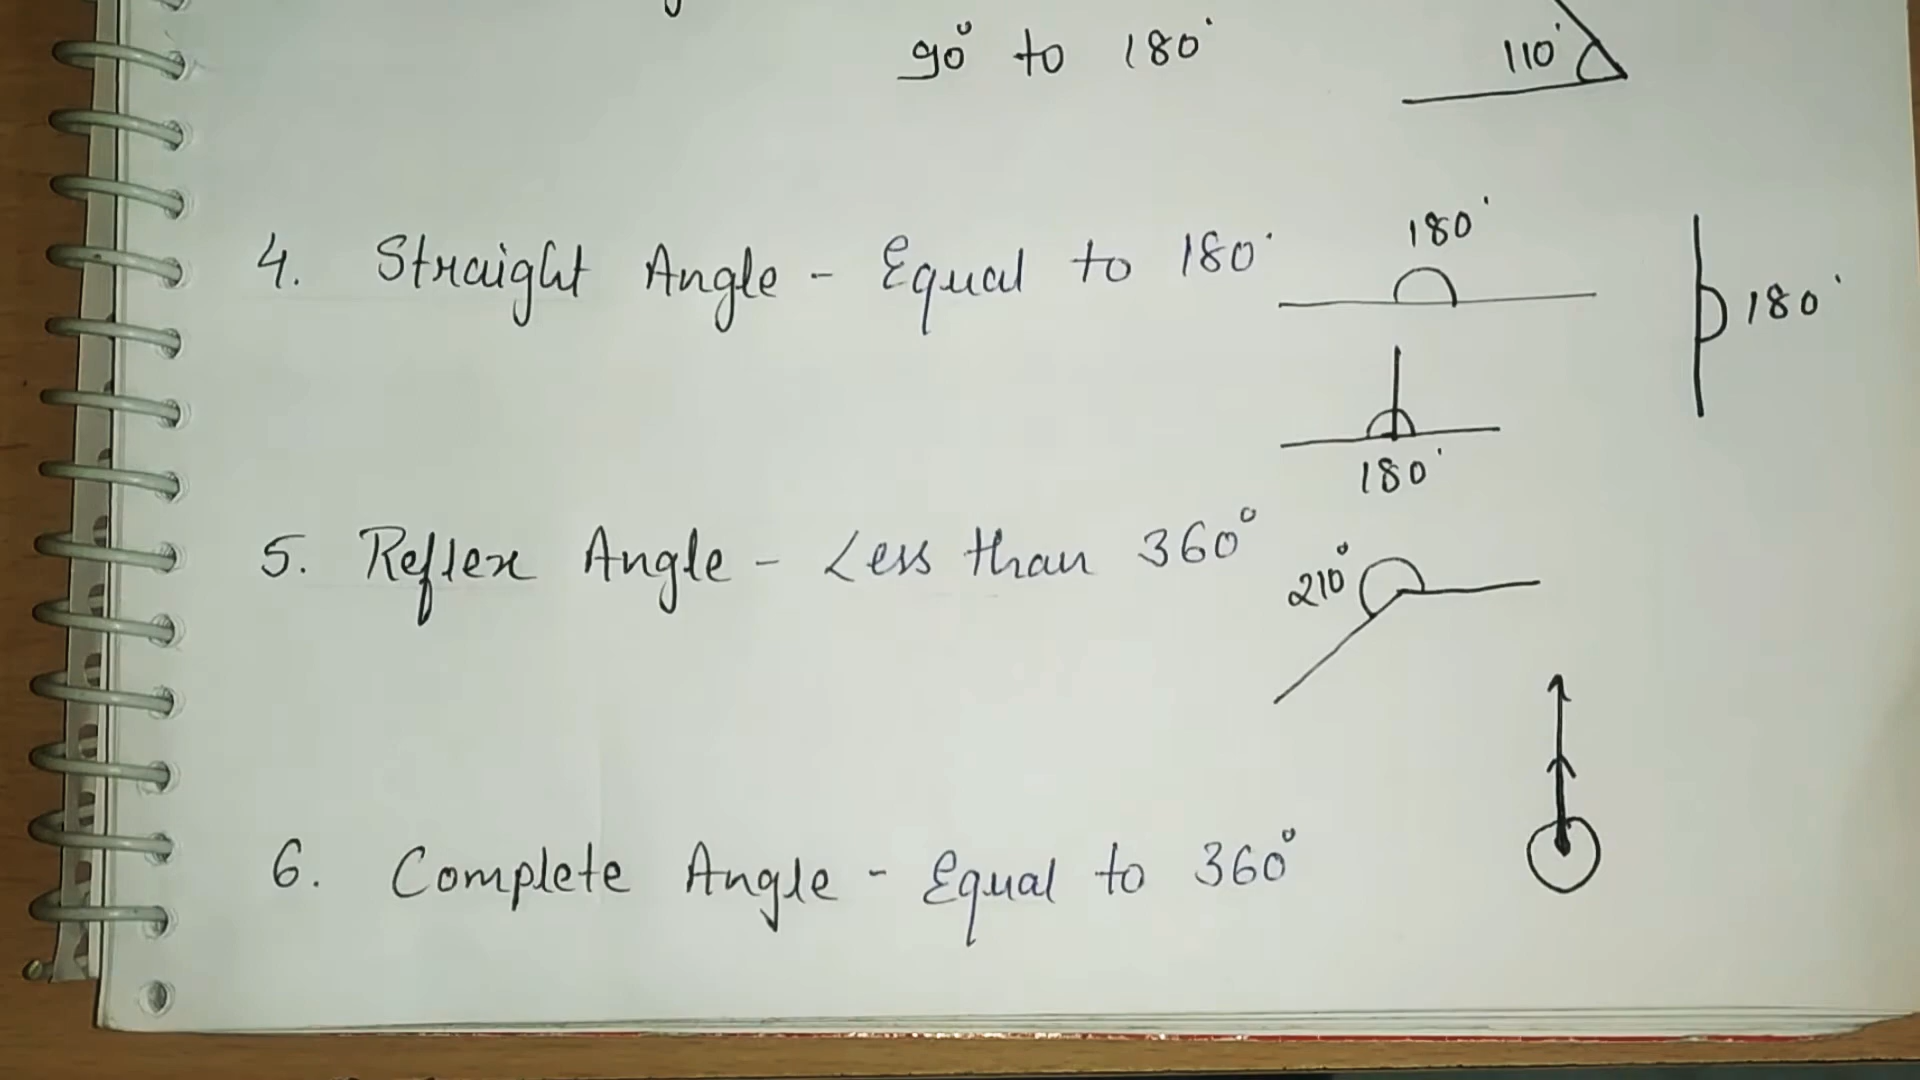 90° to 180°
110°
4. Straight Angle - Equal to 180°
180°
180°
180°
5. Reflex Angle - Less than 360°
210°
6. Complete Angle - Equal to 360°